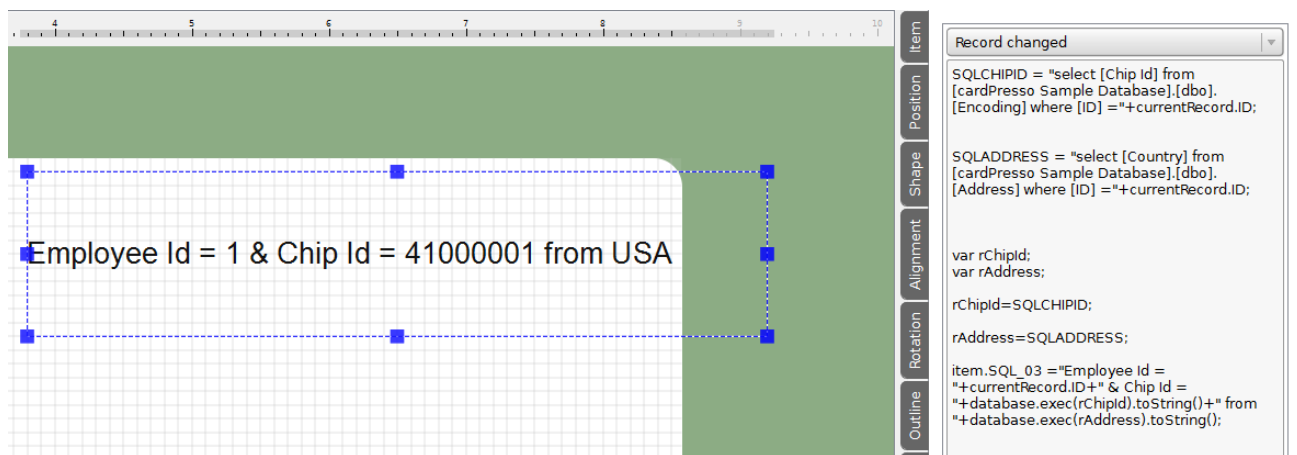 4 5 6 7 8 9 10
Item
Position
Shape
Alignment
Rotation
Outline
Employee Id = 1 & Chip Id = 41000001 from USA
Record changed
SQLCHIPID = "select [Chip Id] from
[cardPresso Sample Database].[dbo].
[Encoding] where [ID] ="+currentRecord.ID;
SQLADDRESS = "select [Country] from
[cardPresso Sample Database].[dbo].
[Address] where [ID] ="+currentRecord.ID;
var rChipId;
var rAddress;
rChipId=SQLCHIPID;
rAddress=SQLADDRESS;
item.SQL_03 ="Employee Id =
"+currentRecord.ID+" & Chip Id =
"+database.exec(rChipId).toString()+" from
"+database.exec(rAddress).toString();